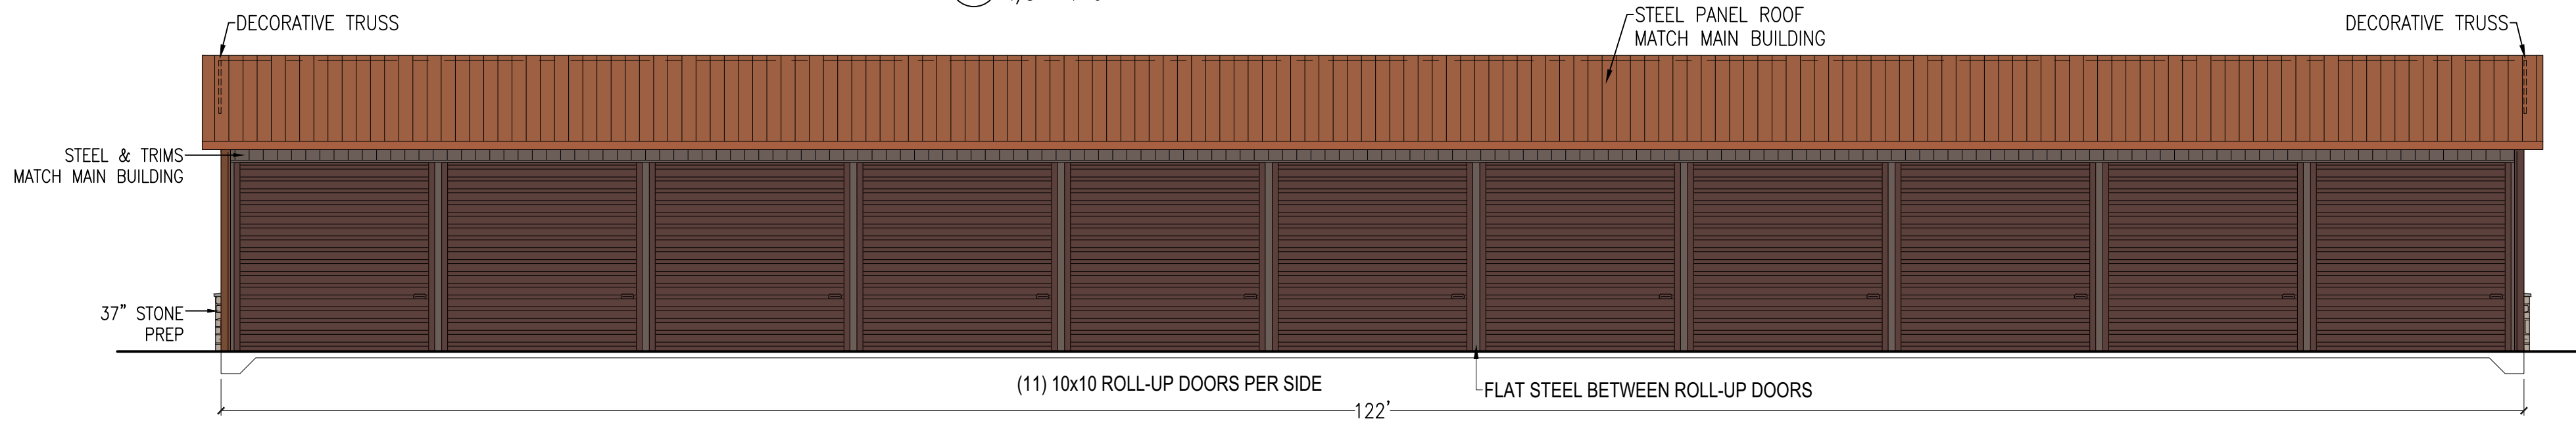 DECORATIVE TRUSS
STEEL PANEL ROOF
MATCH MAIN BUILDING
DECORATIVE TRUSS
STEEL & TRIMS
MATCH MAIN BUILDING
37" STONE
PREP
(11) 10x10 ROLL-UP DOORS PER SIDE
FLAT STEEL BETWEEN ROLL-UP DOORS
122'